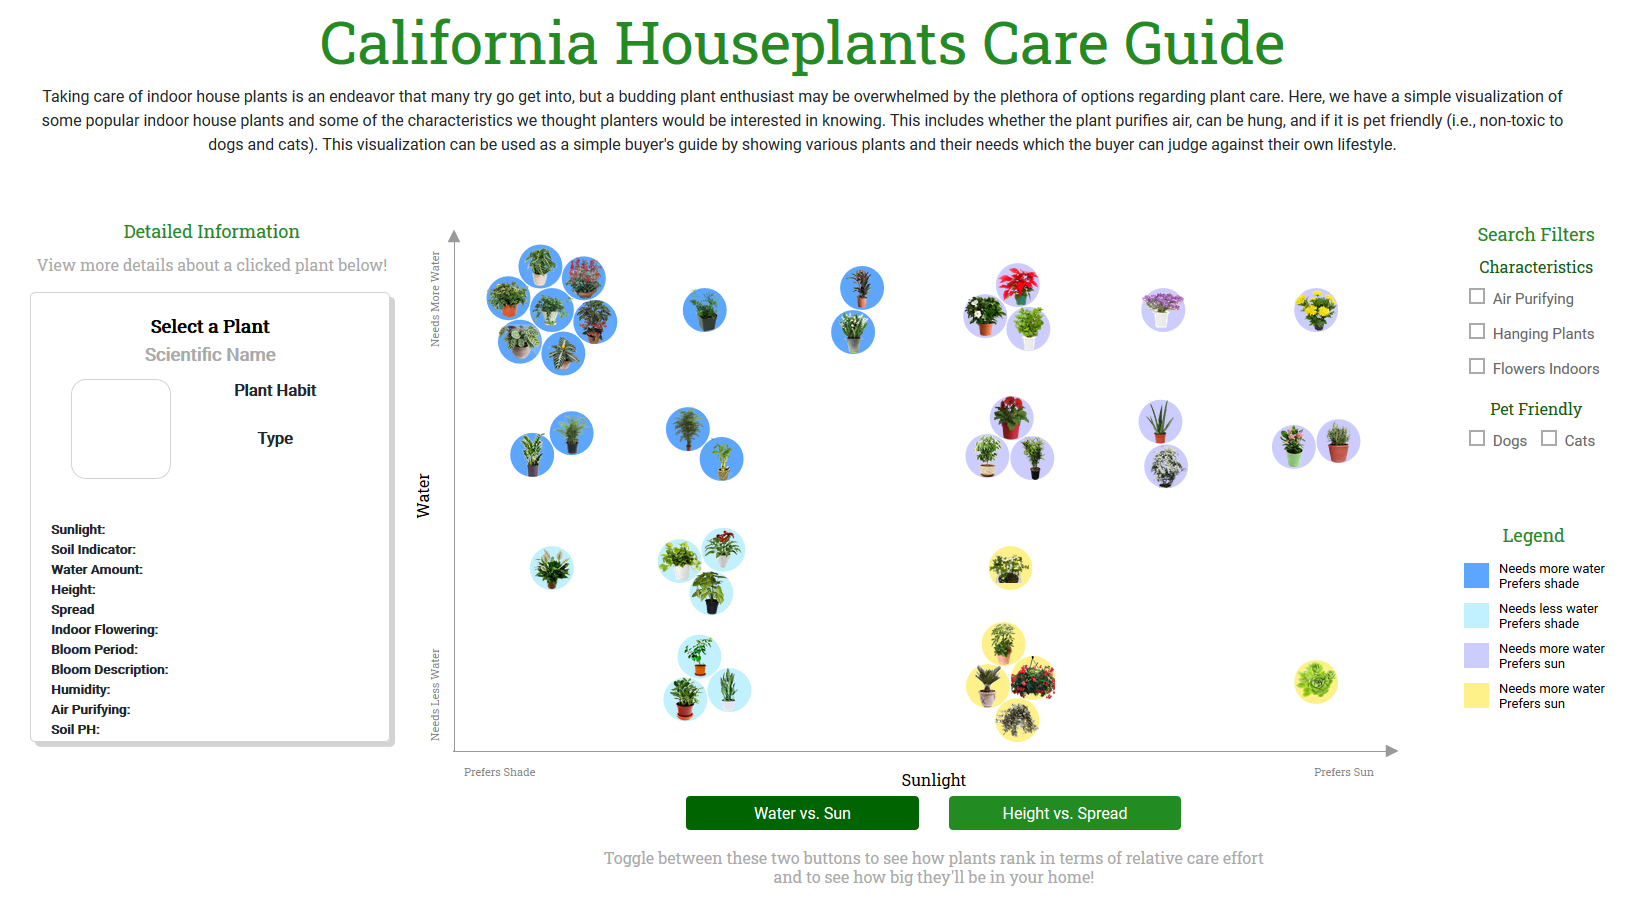 California Houseplants Care Guide
Taking care of indoor house plants is an endeavor that many try go get into, but a budding plant enthusiast may be overwhelmed by the plethora of options regarding plant care. Here, we have a simple visualization of
some popular indoor house plants and some of the characteristics we thought planters would be interested in knowing. This includes whether the plant purifies air, can be hung, and if it is pet friendly (i.e., non-toxic to
dogs and cats). This visualization can be used as a simple buyer's guide by showing various plants and their needs which the buyer can judge against their own lifestyle.
Detailed Information
View more details about a clicked plant below!
Select a Plant
Scientific Name
Plant Habit
Type
Sunlight:
Soil Indicator:
Water Amount:
Height:
Spread
Indoor Flowering:
Bloom Period:
Bloom Description:
Humidity:
Air Purifying:
Soil PH:
Needs More Water
Water
Needs Less Water
Prefers Shade
Sunlight
Prefers Sun
Water vs. Sun
Height vs. Spread
Toggle between these two buttons to see how plants rank in terms of relative care effort
and to see how big they'll be in your home!
Search Filters
Characteristics
Air Purifying
Hanging Plants
Flowers Indoors
Pet Friendly
Dogs
Cats
Legend
Needs more water
Prefers shade
Needs less water
Prefers shade
Needs more water
Prefers sun
Needs more water
Prefers sun